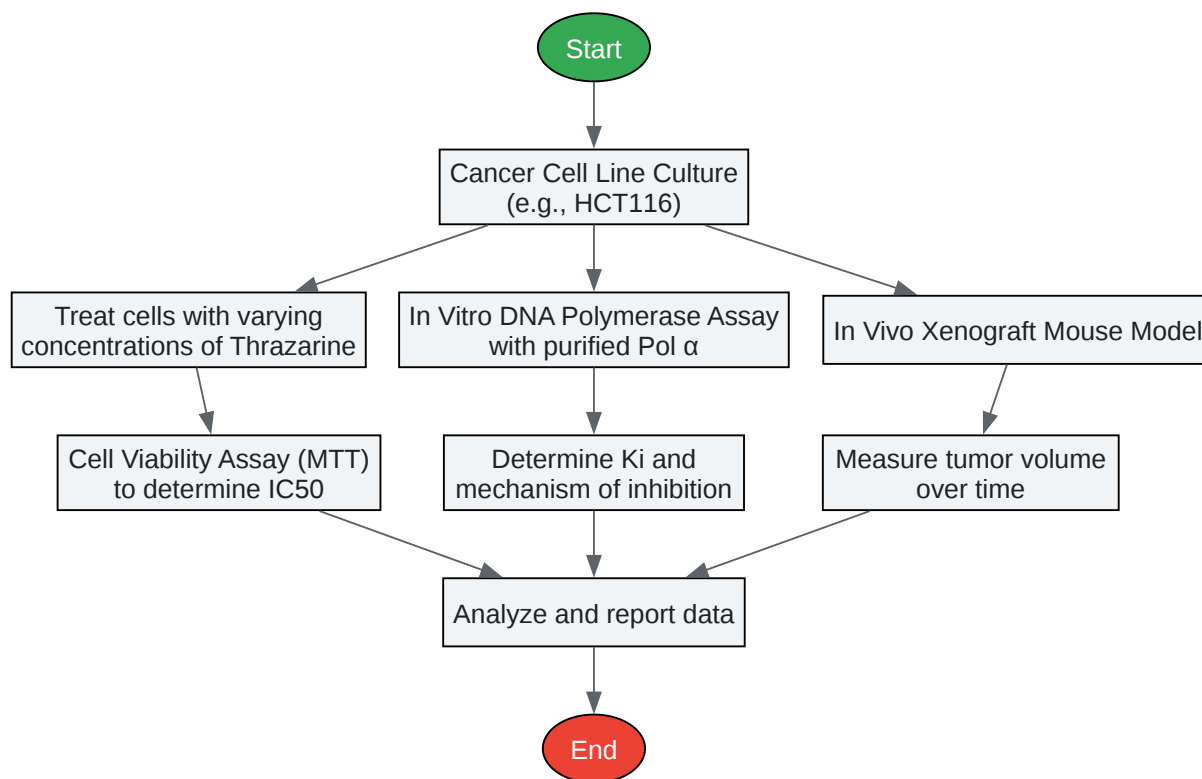 Start
Cancer Cell Line Culture
(e.g., HCT116)
Treat cells with varying
concentrations of Thrazarine
In Vitro DNA Polymerase Assay
with purified Pol α
In Vivo Xenograft Mouse Model
Cell Viability Assay (MTT)
to determine IC50
Determine Ki and
mechanism of inhibition
Measure tumor volume
over time
Analyze and report data
End